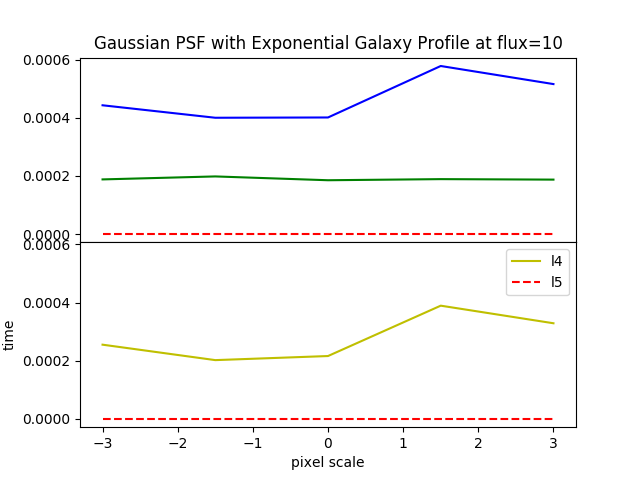 Gaussian PSF with Exponential Galaxy Profile at flux=10
0.0006
0.0004
0.0002
0.0000
0.0006
0.0004
0.0002
0.0000
time
l4
l5
−3 −2 −1 0 1 2 3
pixel scale